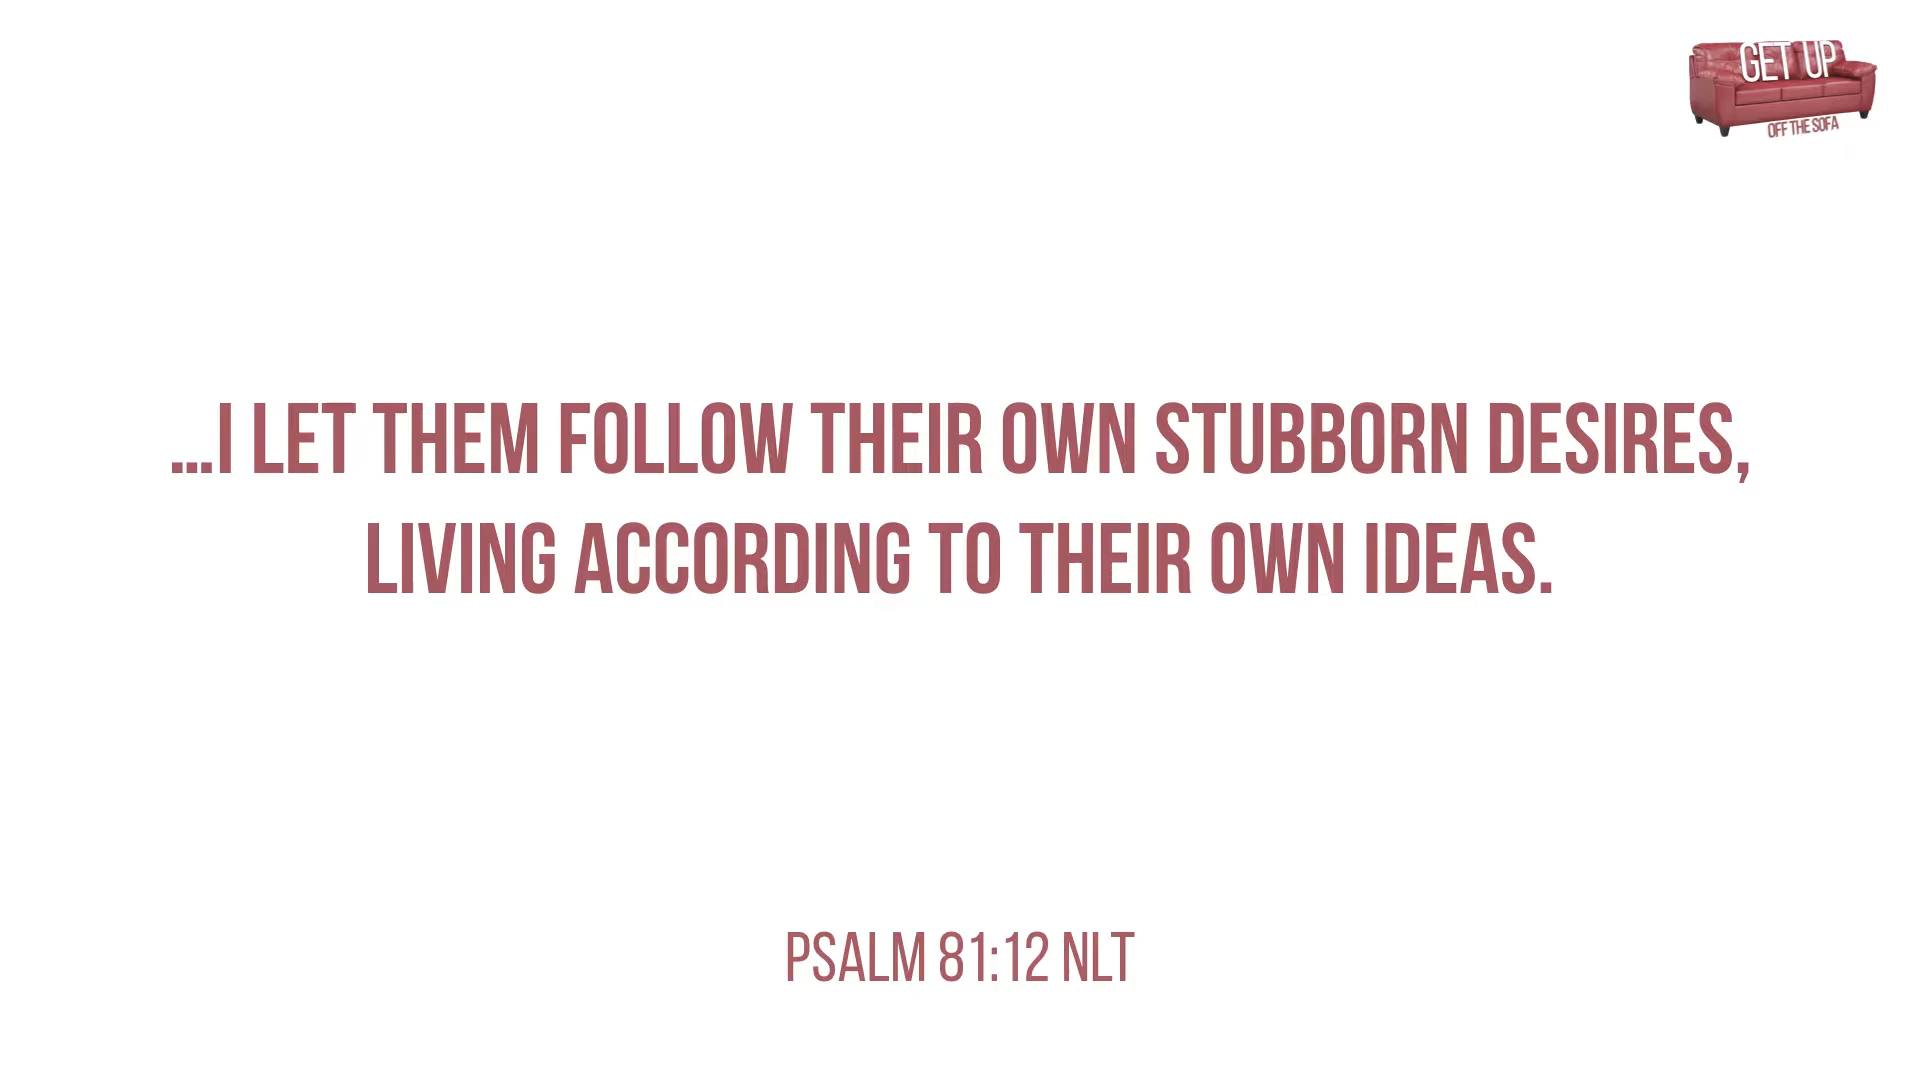 GET UP
OFF THE SOFA
...I LET THEM FOLLOW THEIR OWN STUBBORN DESIRES,
LIVING ACCORDING TO THEIR OWN IDEAS.
PSALM 81:12 NLT